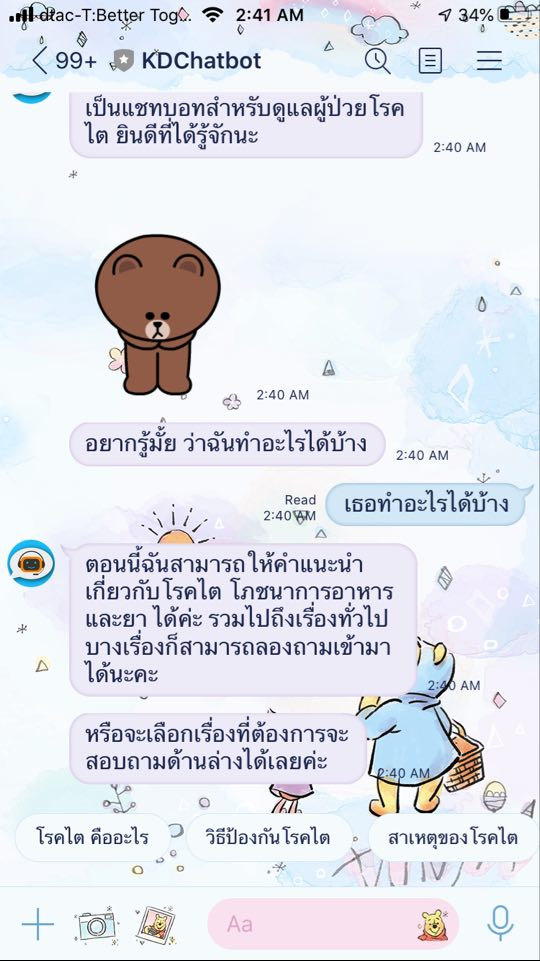 dtac-T:Better Tog... 2:41 AM 34%
99+ KDChatbot
เป็นแชทบอทสำหรับดูแลผู้ป่วยโรค
ไต ยินดีที่ได้รู้จักนะ
2:40 AM
2:40 AM
อยากรู้มั้ย ว่าฉันทำอะไรได้บ้าง
2:40 AM
Read
2:40 AM
เธอทำอะไรได้บ้าง
ตอนนี้ฉันสามารถให้คำแนะนำ
เกี่ยวกับโรคไต โภชนาการอาหาร
และยา ได้ค่ะ รวมไปถึงเรื่องทั่วไป
บางเรื่องก็สามารถลองถามเข้ามา
ได้นะคะ
2:40 AM
หรือจะเลือกเรื่องที่ต้องการจะ
สอบถามด้านล่างได้เลยค่ะ
2:40 AM
โรคไต คืออะไร
วิธีป้องกันโรคไต
สาเหตุของโรคไต
Aa